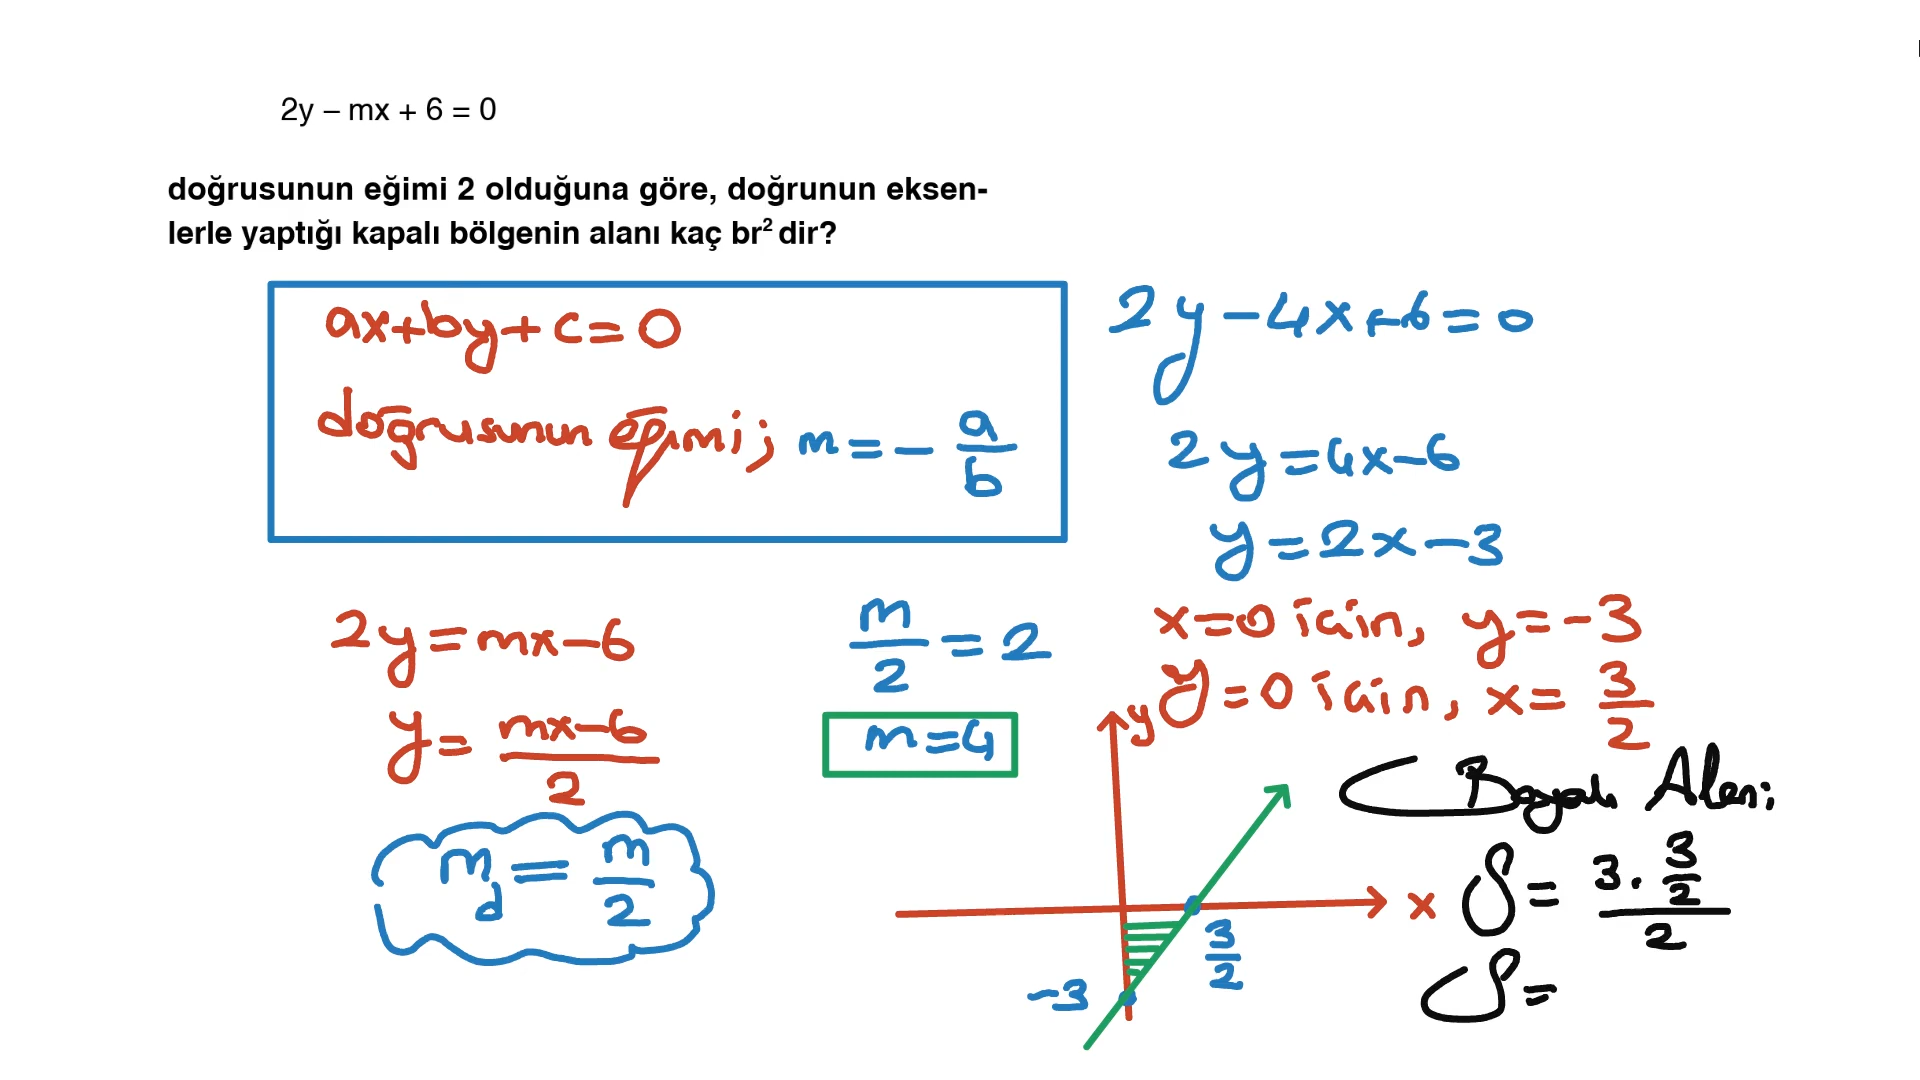 2y – mx + 6 = 0
doğrusunun eğimi 2 olduğuna göre, doğrunun eksen-
lerle yaptığı kapalı bölgenin alanı kaç br² dir?
ax+by+c=0
doğrusunun eğimi; m=-a/b
2y=mx-6
y=(mx-6)/2
m_d=m/2
m/2=2
m=4
2y-4x+6=0
2y=4x-6
y=2x-3
x=0 için, y=-3
y=0 için, x=3/2
y
x
3/2
-3
Boyalı Alan;
S=(3.3/2)/2
S=